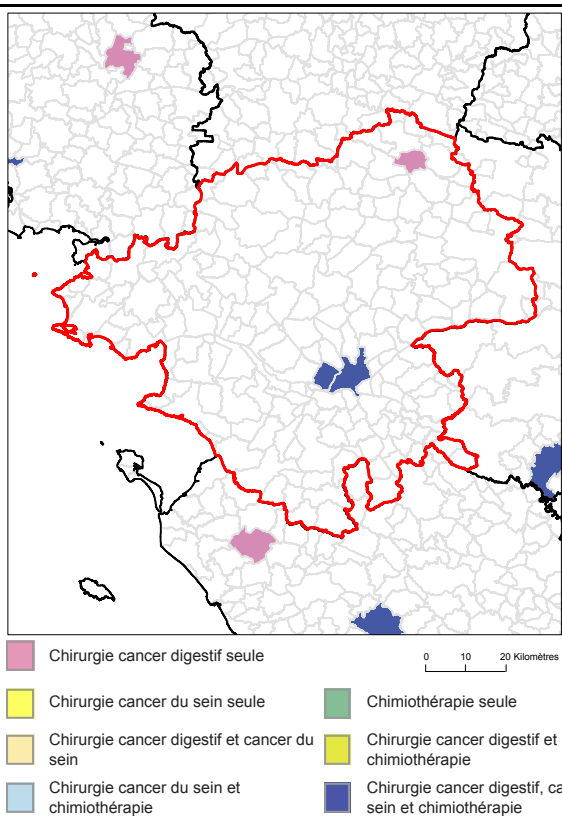 Chirurgie cancer digestif seule
0 10 20 Kilomètres
Chirurgie cancer du sein seule
Chimiothérapie seule
Chirurgie cancer digestif et cancer du
sein
Chirurgie cancer digestif et
chimiothérapie
Chirurgie cancer du sein et
chimiothérapie
Chirurgie cancer digestif, ca
sein et chimiothérapie